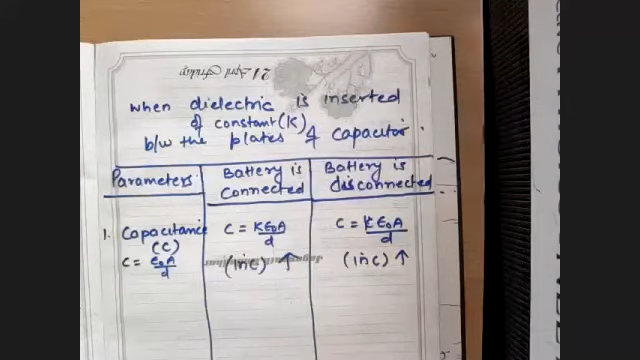 21 April Sunday
when dielectric is inserted
of constant (K)
b/w the plates of capacitor.
Parameters
Battery is
connected
Battery is
disconnected
1. Capacitance
(C)
C = ε₀A/d
C = Kε₀A/d
(inc) ↑
C = Kε₀A/d
(inc) ↑